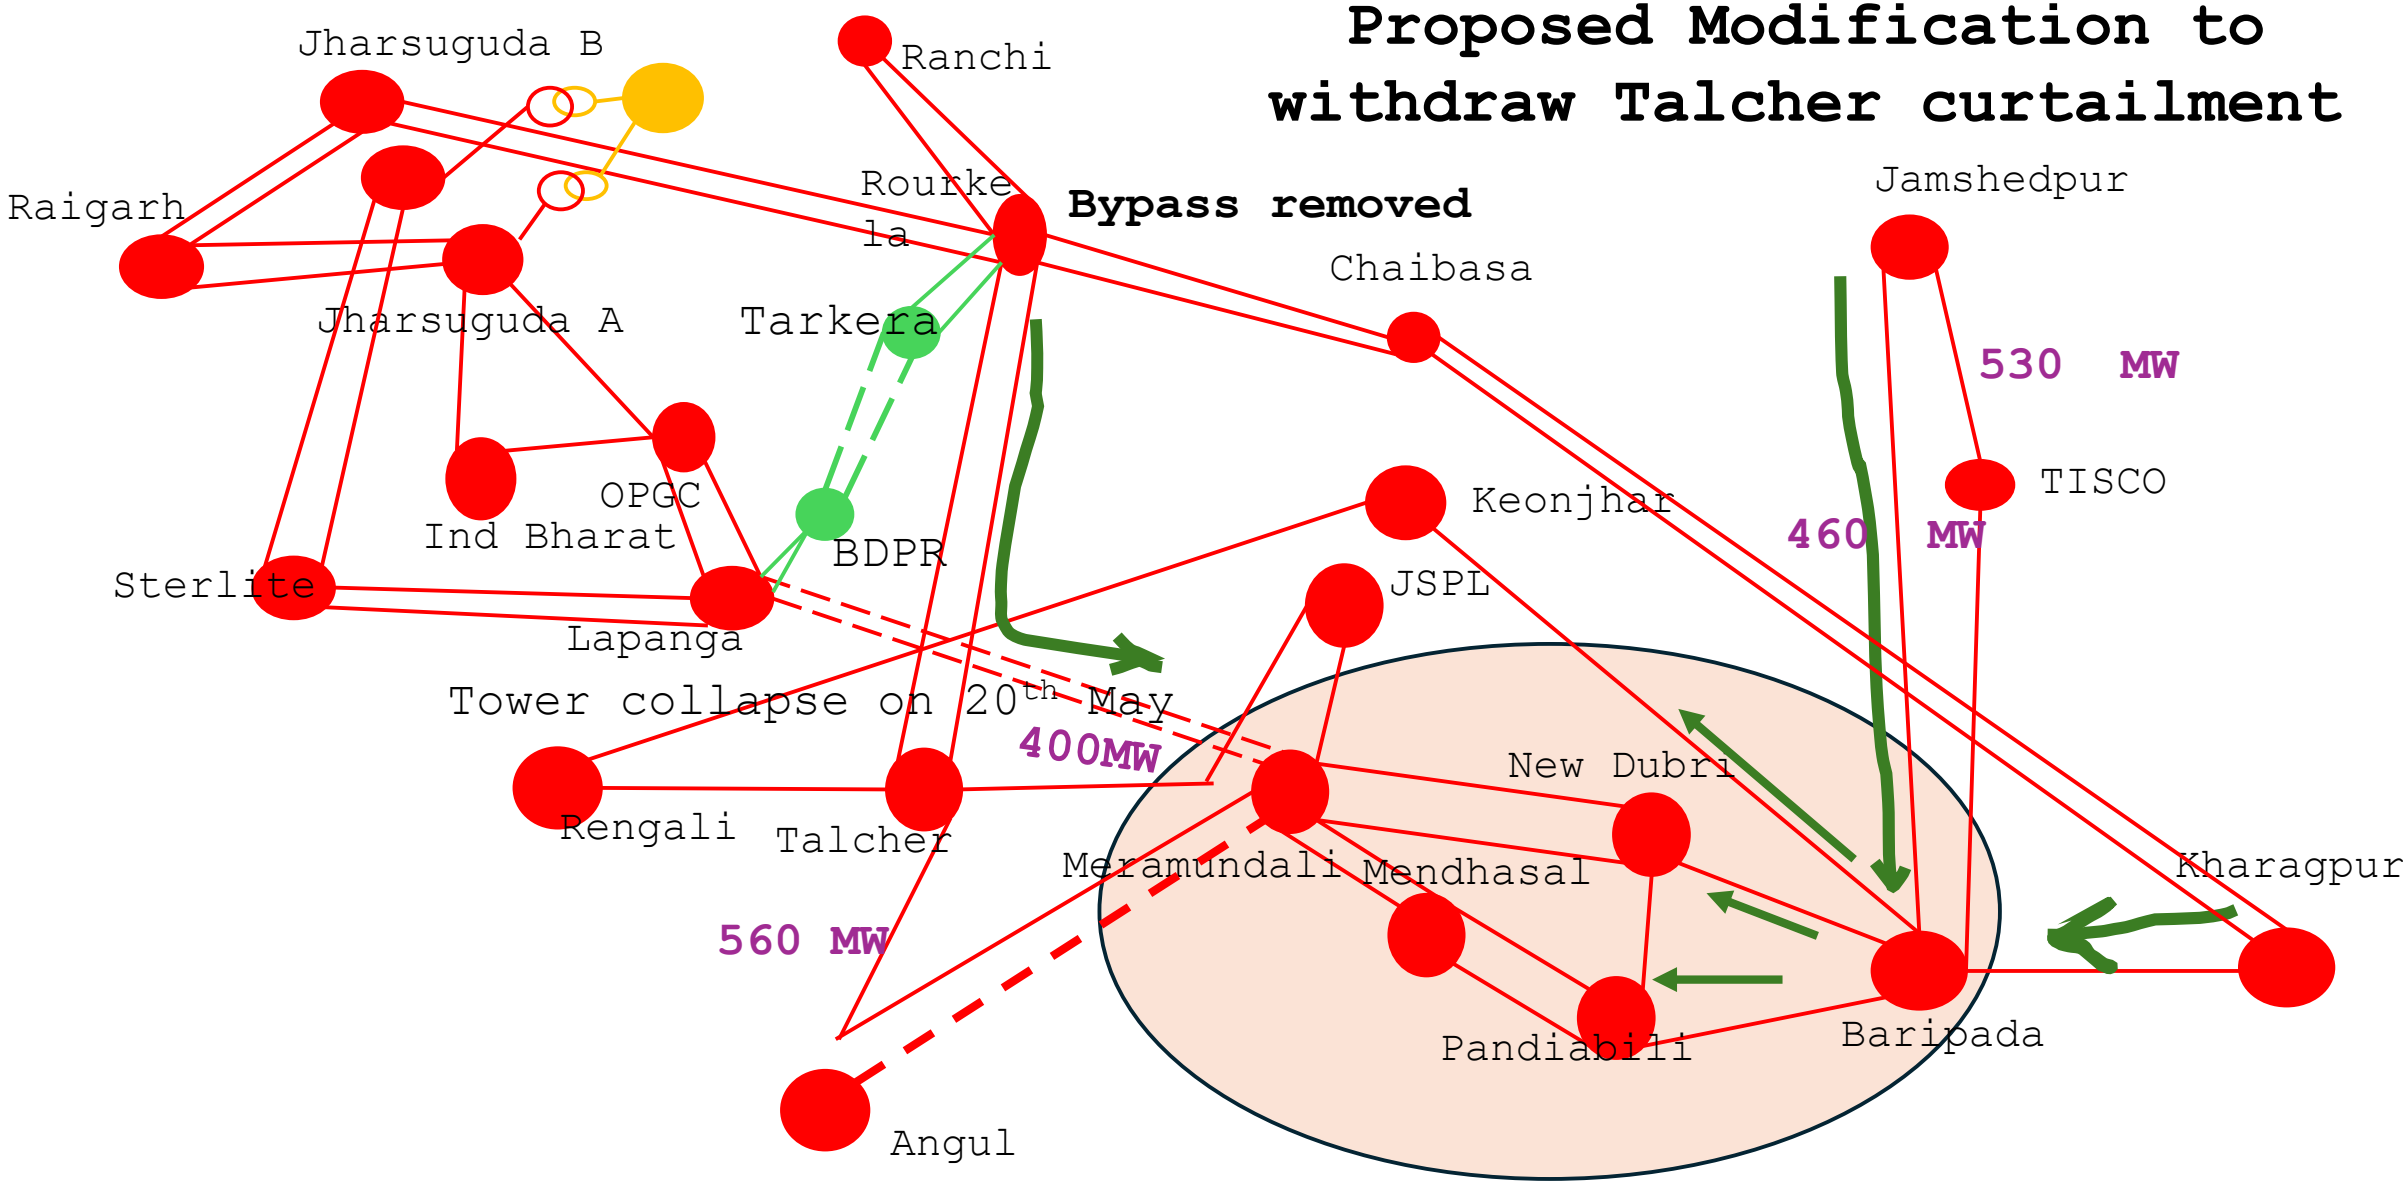 Proposed Modification to
withdraw Talcher curtailment
Jharsuguda B
Ranchi
Raigarh
Rourke
la
Bypass removed
Jamshedpur
Chaibasa
Jharsuguda A
Tarkera
530 MW
OPGC
Ind Bharat
Keonjhar
TISCO
460 MW
BDPR
Sterlite
JSPL
Lapanga
Tower collapse on 20th May
400MW
New Dubri
Rengali
Talcher
Meramundali
Mendhasal
Kharagpur
560 MW
Pandiabili
Baripada
Angul